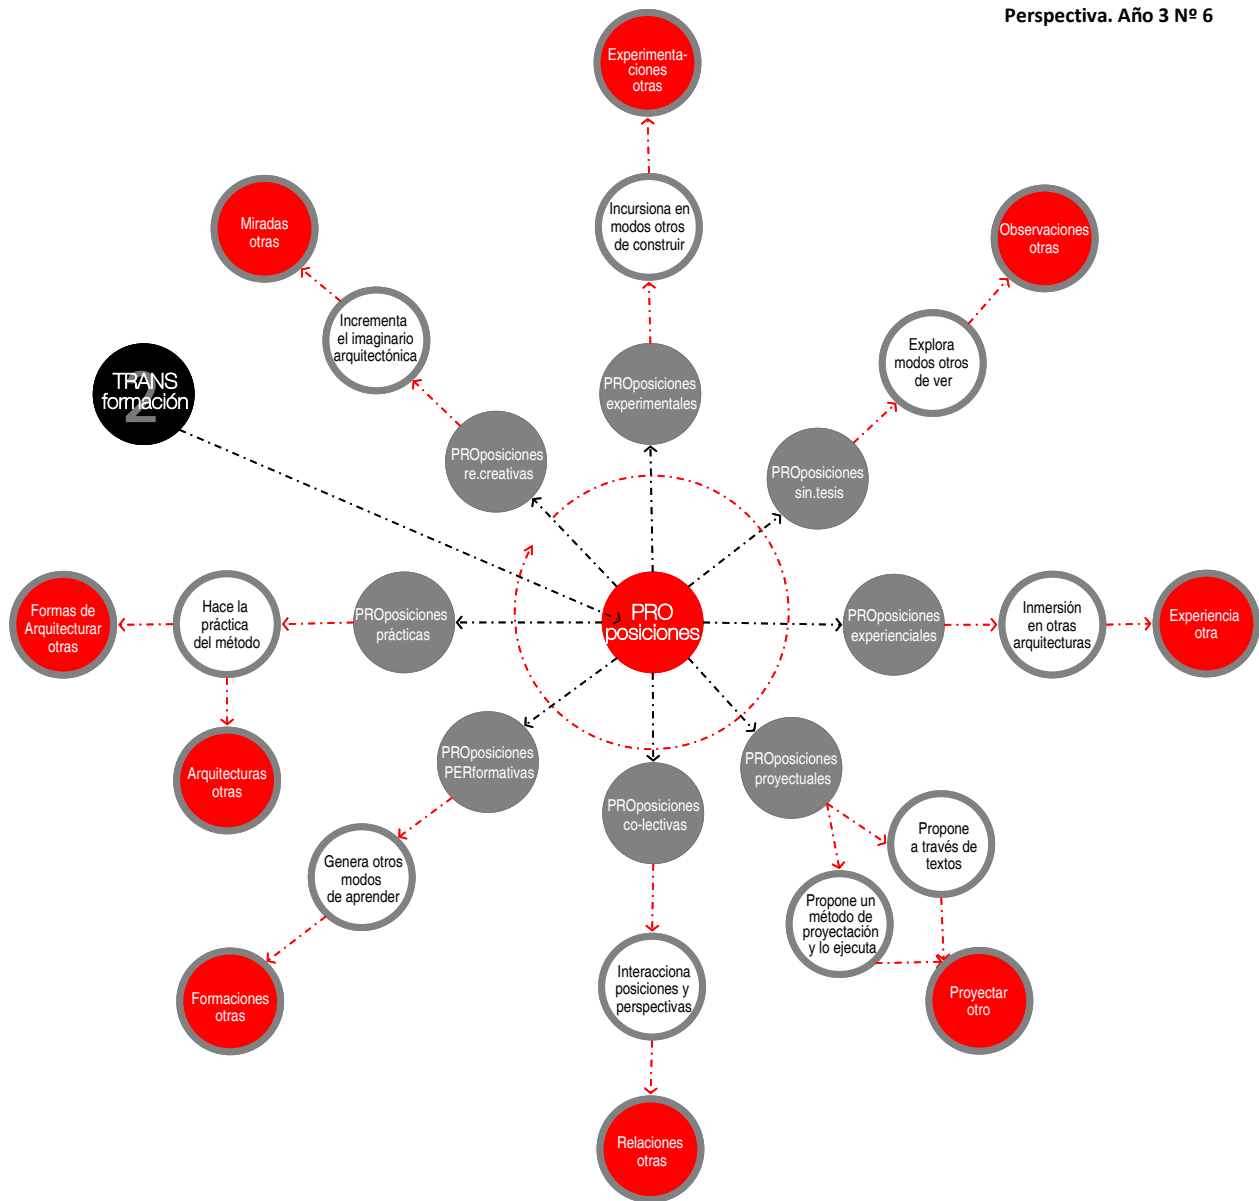 Perspectiva. Año 3 Nº 6
Experimenta-
ciones
otras
Incursiona en
modos otros
de construir
PROposiciones
experimentales
Miradas
otras
Incrementa
el imaginario
arquitectónica
PROposiciones
re.creativas
Observaciones
otras
Explora
modos otros
de ver
PROposiciones
sin.tesis
2
TRANS
formación
PRO
posiciones
Formas de
Arquitecturar
otras
Hace la
práctica
del método
PROposiciones
prácticas
Arquitecturas
otras
PROposiciones
experienciales
Inmersión
en otras
arquitecturas
Experiencia
otra
PROposiciones
PERformativas
Genera otros
modos
de aprender
Formaciones
otras
PROposiciones
co-lectivas
Interacciona
posiciones y
perspectivas
Relaciones
otras
PROposiciones
proyectuales
Propone
a través de
textos
Propone un
método de
proyectación
y lo ejecuta
Proyectar
otro